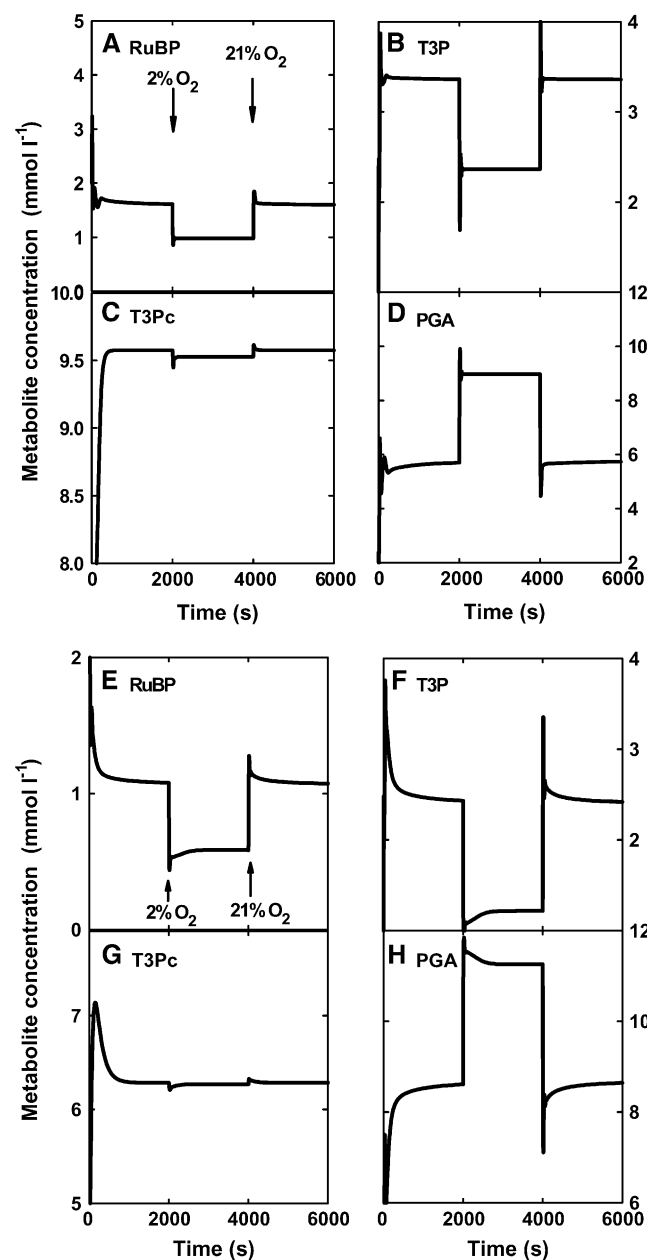 A RuBP
2% O2
21% O2
5
4
3
2
1
0.0
B T3P
4
3
2
Metabolite concentration (mmol l-1)
C T3Pc
10.0
9.5
9.0
8.5
8.0
D PGA
12
10
8
6
4
2
0 2000 4000 6000
Time (s)
0 2000 4000 6000
Time (s)
E RuBP
2% O2
21% O2
2
1
0
F T3P
4
3
2
Metabolite concentration (mmol l-1)
G T3Pc
7
6
5
H PGA
12
10
8
6
0 2000 4000 6000
Time (s)
0 2000 4000 6000
Time (s)